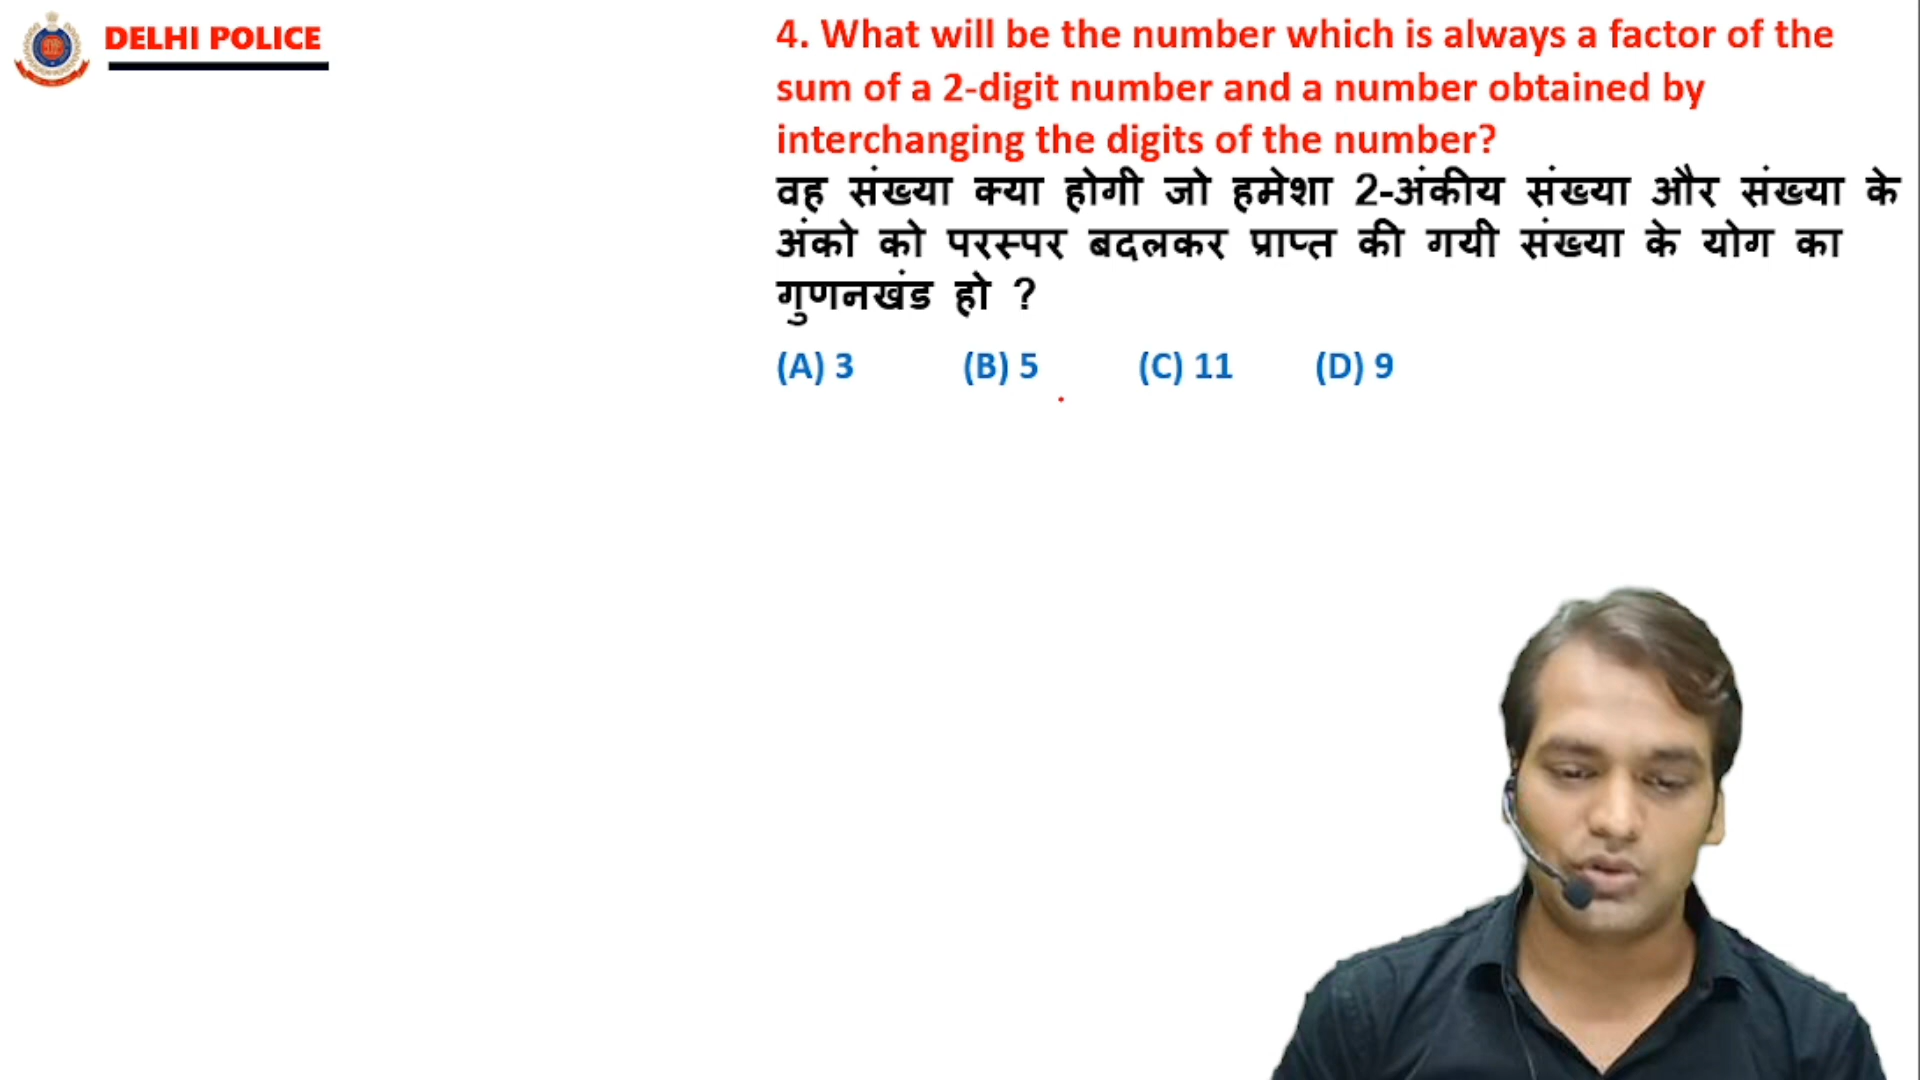 DELHI POLICE
4. What will be the number which is always a factor of the
sum of a 2-digit number and a number obtained by
interchanging the digits of the number?
वह संख्या क्या होगी जो हमेशा 2-अंकीय संख्या और संख्या के
अंको को परस्पर बदलकर प्राप्त की गयी संख्या के योग का
गुणनखंड हो ?
(A) 3 (B) 5 (C) 11 (D) 9